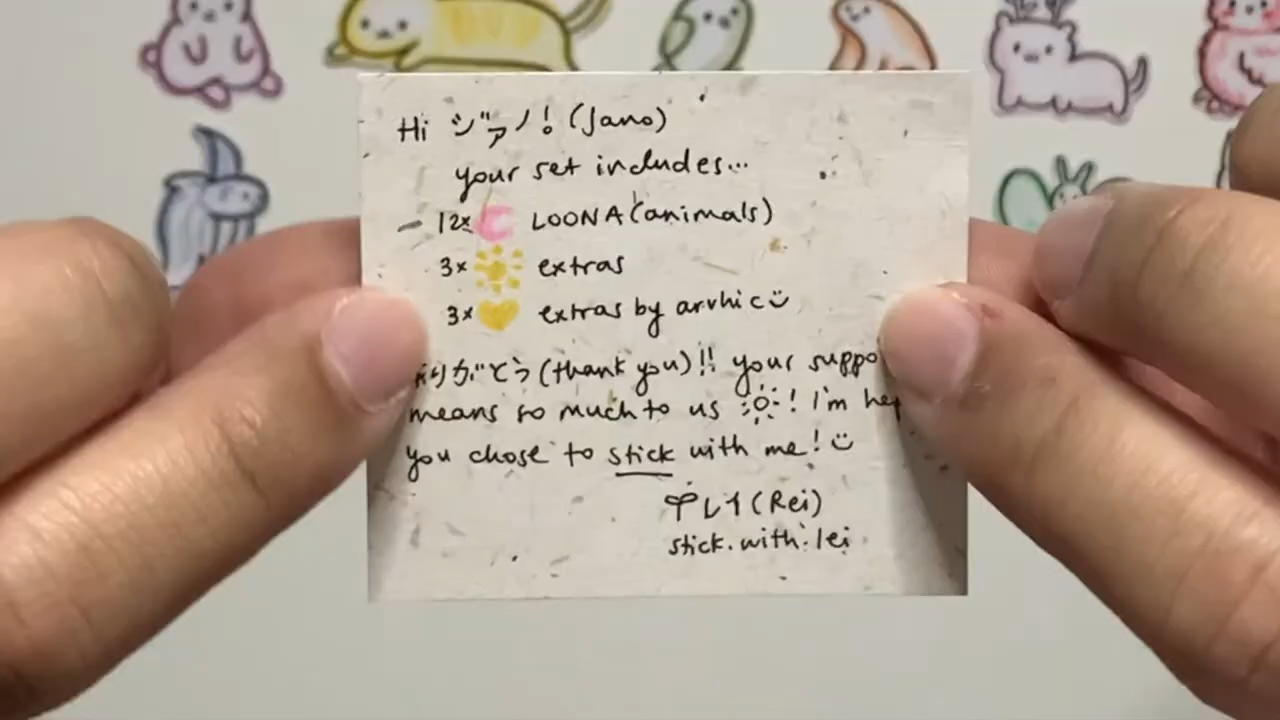 Hi ジァノ! (Jano)
your set includes...
- 12x LOONA (animals)
3x extras
3x extras by arvhic
りがとう (thank you)!! your suppo
means so much to us ! I'm hap
you chose to stick with me!
レイ (Rei)
stick.with.lei